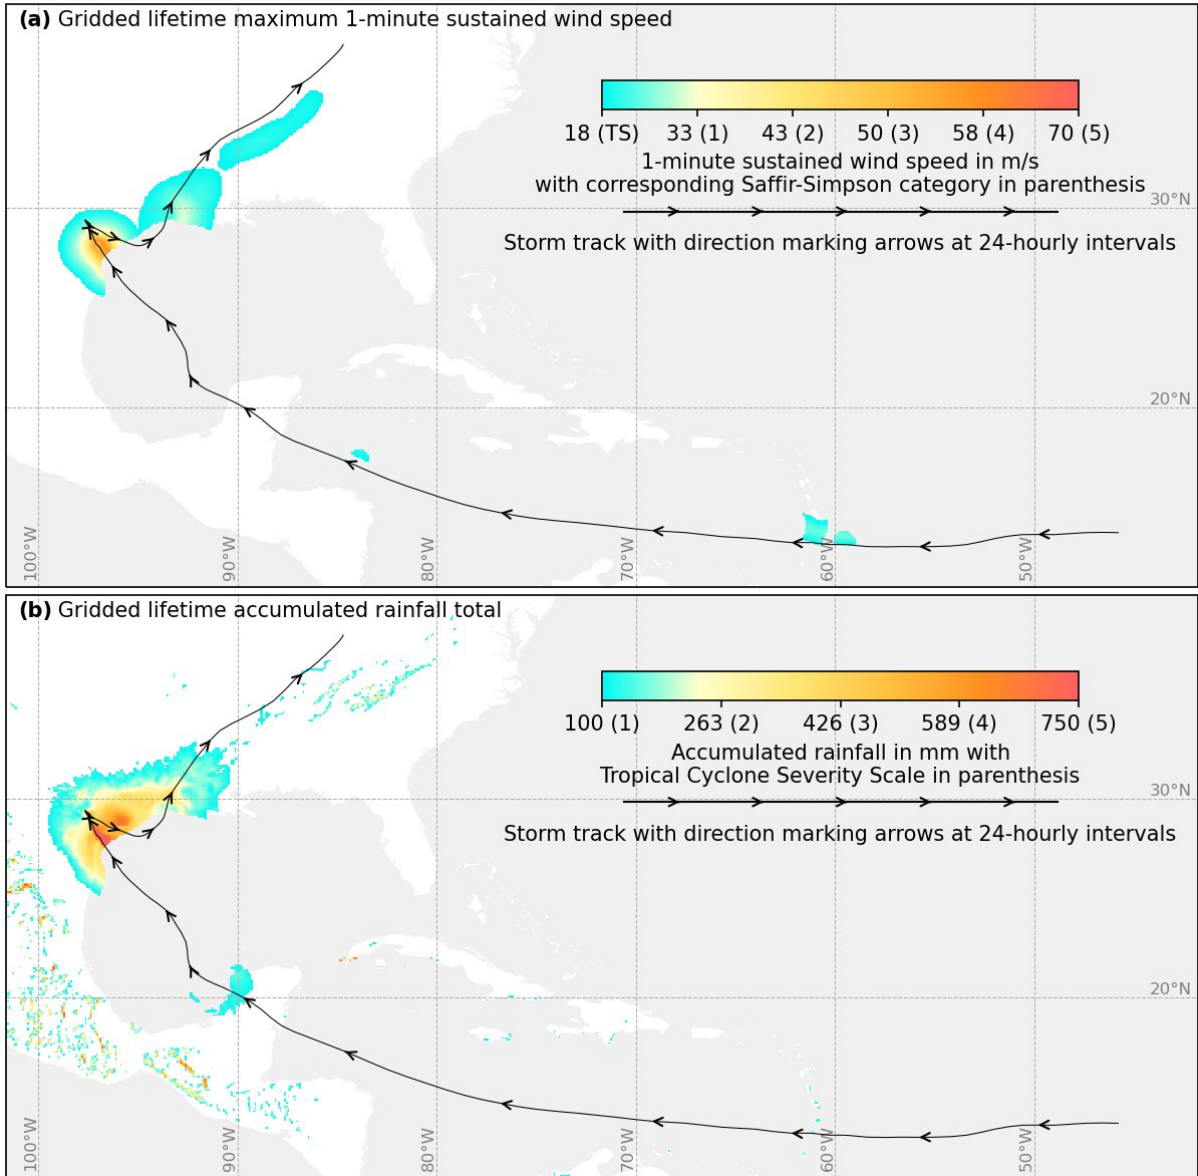 (a) Gridded lifetime maximum 1-minute sustained wind speed
18 (TS) 33 (1) 43 (2) 50 (3) 58 (4) 70 (5)
1-minute sustained wind speed in m/s
with corresponding Saffir-Simpson category in parenthesis
30°N
Storm track with direction marking arrows at 24-hourly intervals
20°N
100°W 90°W 80°W 70°W 60°W 50°W
(b) Gridded lifetime accumulated rainfall total
100 (1) 263 (2) 426 (3) 589 (4) 750 (5)
Accumulated rainfall in mm with
Tropical Cyclone Severity Scale in parenthesis
30°N
Storm track with direction marking arrows at 24-hourly intervals
20°N
100°W 90°W 80°W 70°W 60°W 50°W